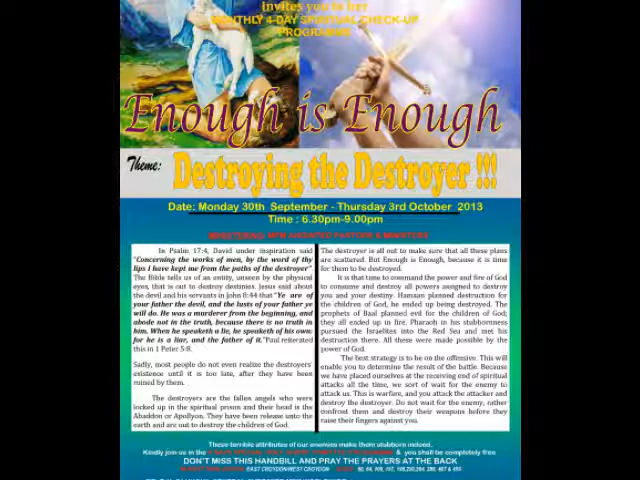 invites you to her
MONTHLY 4-DAY SPIRITUAL CHECK-UP
PROGRAMME
Enough is Enough
Theme: Destroying the Destroyer !!!
Date: Monday 30th September - Thursday 3rd October 2013
Time : 6.30pm-9.00pm
MINISTERING: MFM ANOINTED PASTORS & MINISTERS
In Psalm 17:4, David under inspiration said
"Concerning the works of men, by the word of thy
lips I have kept me from the paths of the destroyer"
The Bible tells us of an entity, unseen by the physical
eyes, that is out to destroy destinies. Jesus said about
the devil and his servants in John 8:44 that "Ye are of
your father the devil, and the lusts of your father ye
will do. He was a murderer from the beginning, and
abode not in the truth, because there is no truth in
him. When he speaketh a lie, he speaketh of his own:
for he is a liar, and the father of it." Paul reiterated
this in 1 Peter 5:8.
Sadly, most people do not even realize the destroyers
existence until it is too late, after they have been
ruined by them.
The destroyers are the fallen angels who were
locked up in the spiritual prison and their head is the
Abaddon or Apollyon. They have been release unto the
earth and are out to destroy the children of God.
The destroyer is all out to make sure that all these plans
are scattered. But Enough is Enough, because it is time
for them to be destroyed.
It is that time to command the power and fire of God
to consume and destroy all powers assigned to destroy
you and your destiny. Hamaan planned destruction for
the children of God, he ended up being destroyed. The
prophets of Baal planned evil for the children of God;
they all ended up in fire. Pharaoh in his stubbornness
pursued the Israelites into the Red Sea and met his
destruction there. All these were made possible by the
power of God.
The best strategy is to be on the offensive. This will
enable you to determine the result of the battle. Because
we have placed ourselves at the receiving end of spiritual
attacks all the time, we sort of wait for the enemy to
attack us. This is warfare, and you attack the attacker and
destroy the destroyer. Do not wait for the enemy, rather
confront them and destroy their weapons before they
raise their fingers against you.
These terrible attributes of our enemies make them stubborn indeed.
Kindly join us in the & you shall be completely free
DON'T MISS THIS HANDBILL AND PRAY THE PRAYERS AT THE BACK
EAST CROYDON/WEST CROYDON